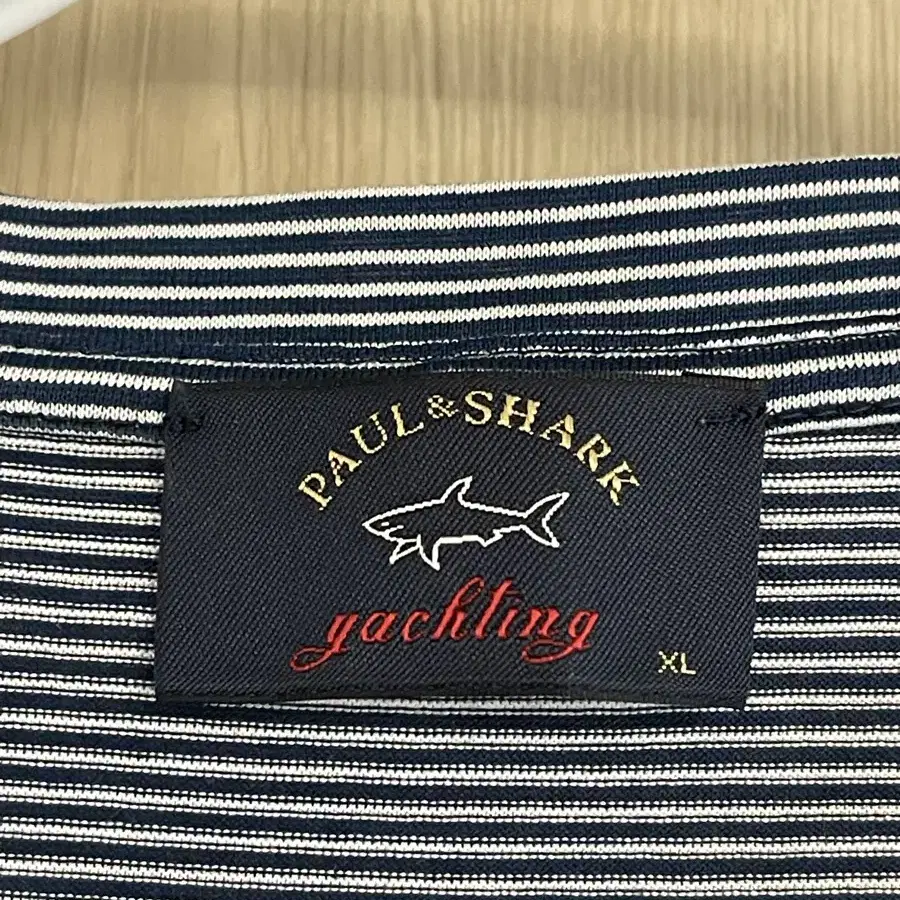 PAUL & SHARK
yachting
XL